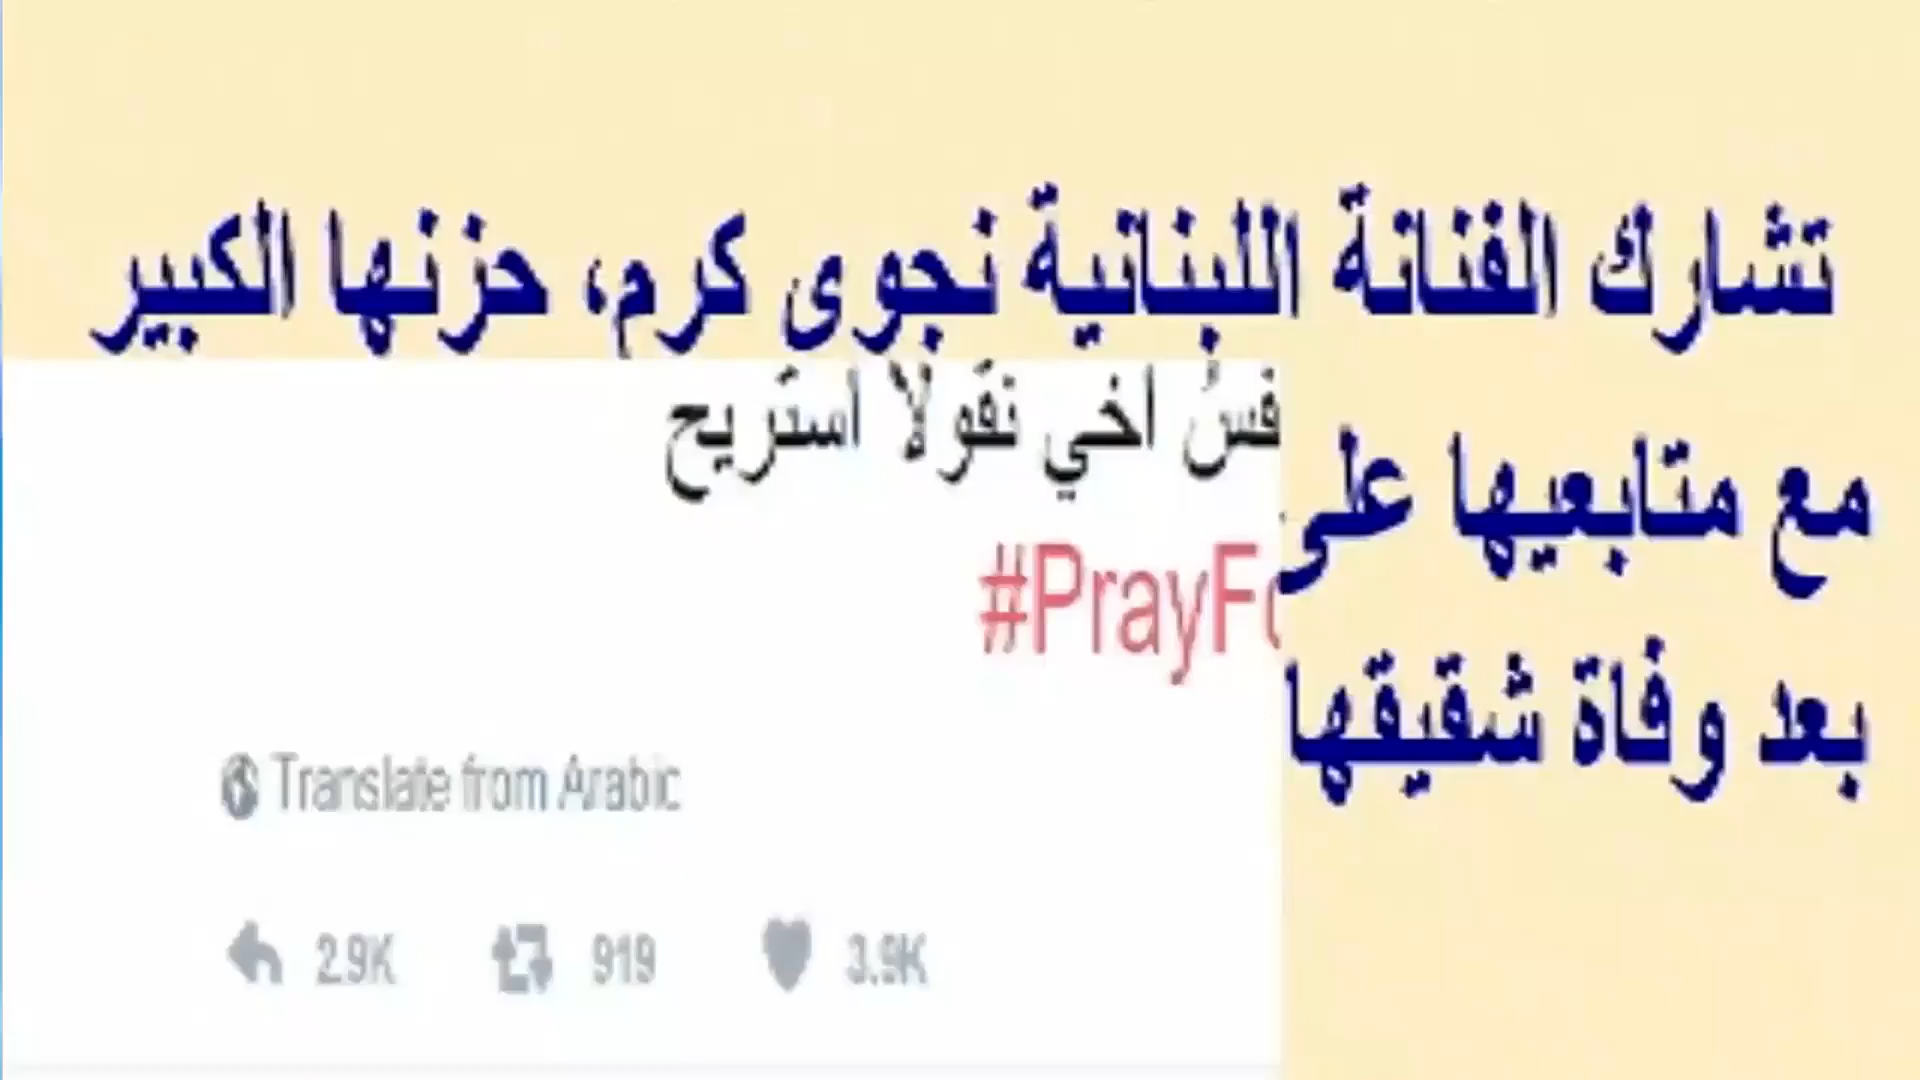 تشارك الفنانة اللبنانية نجوى كرم، حزنها الكبير
فسُ اخي نقولا استريح
مع متابعيها على
#PrayFo
بعد وفاة شقيقها
Translate from Arabic
2.9K 919 3.9K